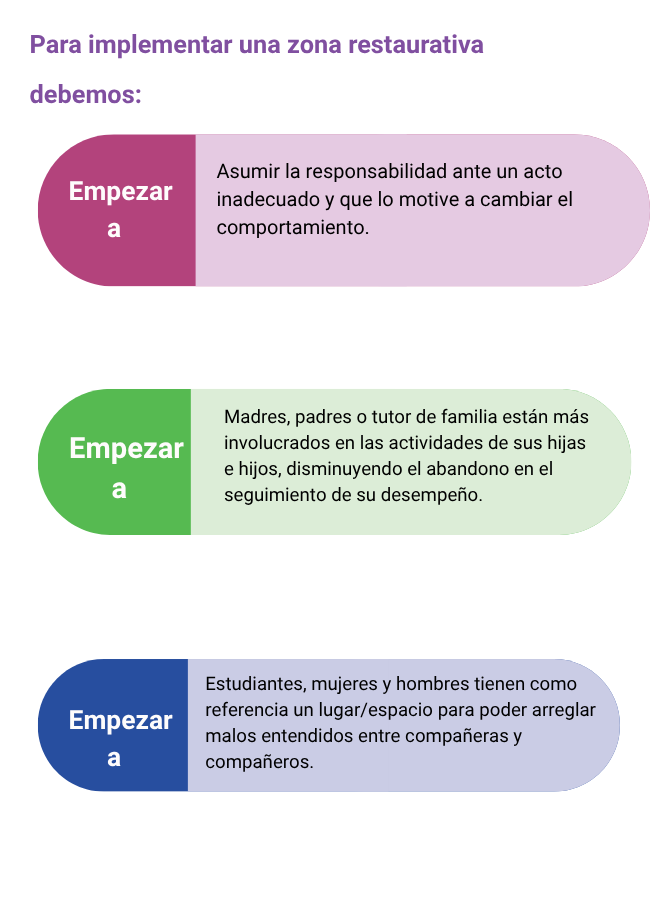 Para implementar una zona restaurativa
debemos:
Empezar
a
Asumir la responsabilidad ante un acto
inadecuado y que lo motive a cambiar el
comportamiento.
Empezar
a
Madres, padres o tutor de familia están más
involucrados en las actividades de sus hijas
e hijos, disminuyendo el abandono en el
seguimiento de su desempeño.
Empezar
a
Estudiantes, mujeres y hombres tienen como
referencia un lugar/espacio para poder arreglar
malos entendidos entre compañeras y
compañeros.